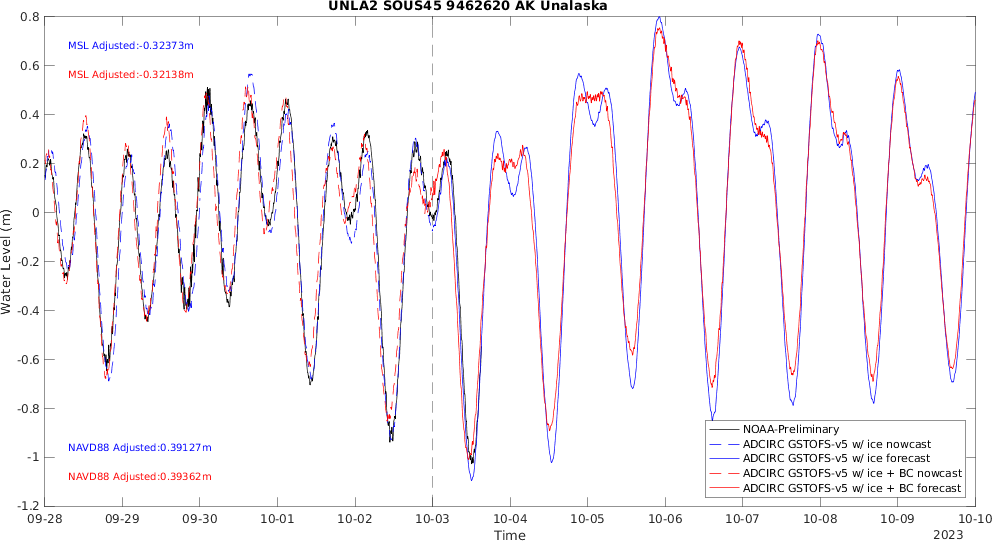 UNLA2 SOUS45 9462620 AK Unalaska
0.8
0.6
0.4
0.2
0
-0.2
-0.4
-0.6
-0.8
-1
-1.2
Water Level (m)
MSL Adjusted:-0.32373m
MSL Adjusted:-0.32138m
NAVD88 Adjusted:0.39127m
NAVD88 Adjusted:0.39362m
NOAA-Preliminary
ADCIRC GSTOFS-v5 w/ ice nowcast
ADCIRC GSTOFS-v5 w/ ice forecast
ADCIRC GSTOFS-v5 w/ ice + BC nowcast
ADCIRC GSTOFS-v5 w/ ice + BC forecast
09-28 09-29 09-30 10-01 10-02 10-03 10-04 10-05 10-06 10-07 10-08 10-09 10-10
Time
2023